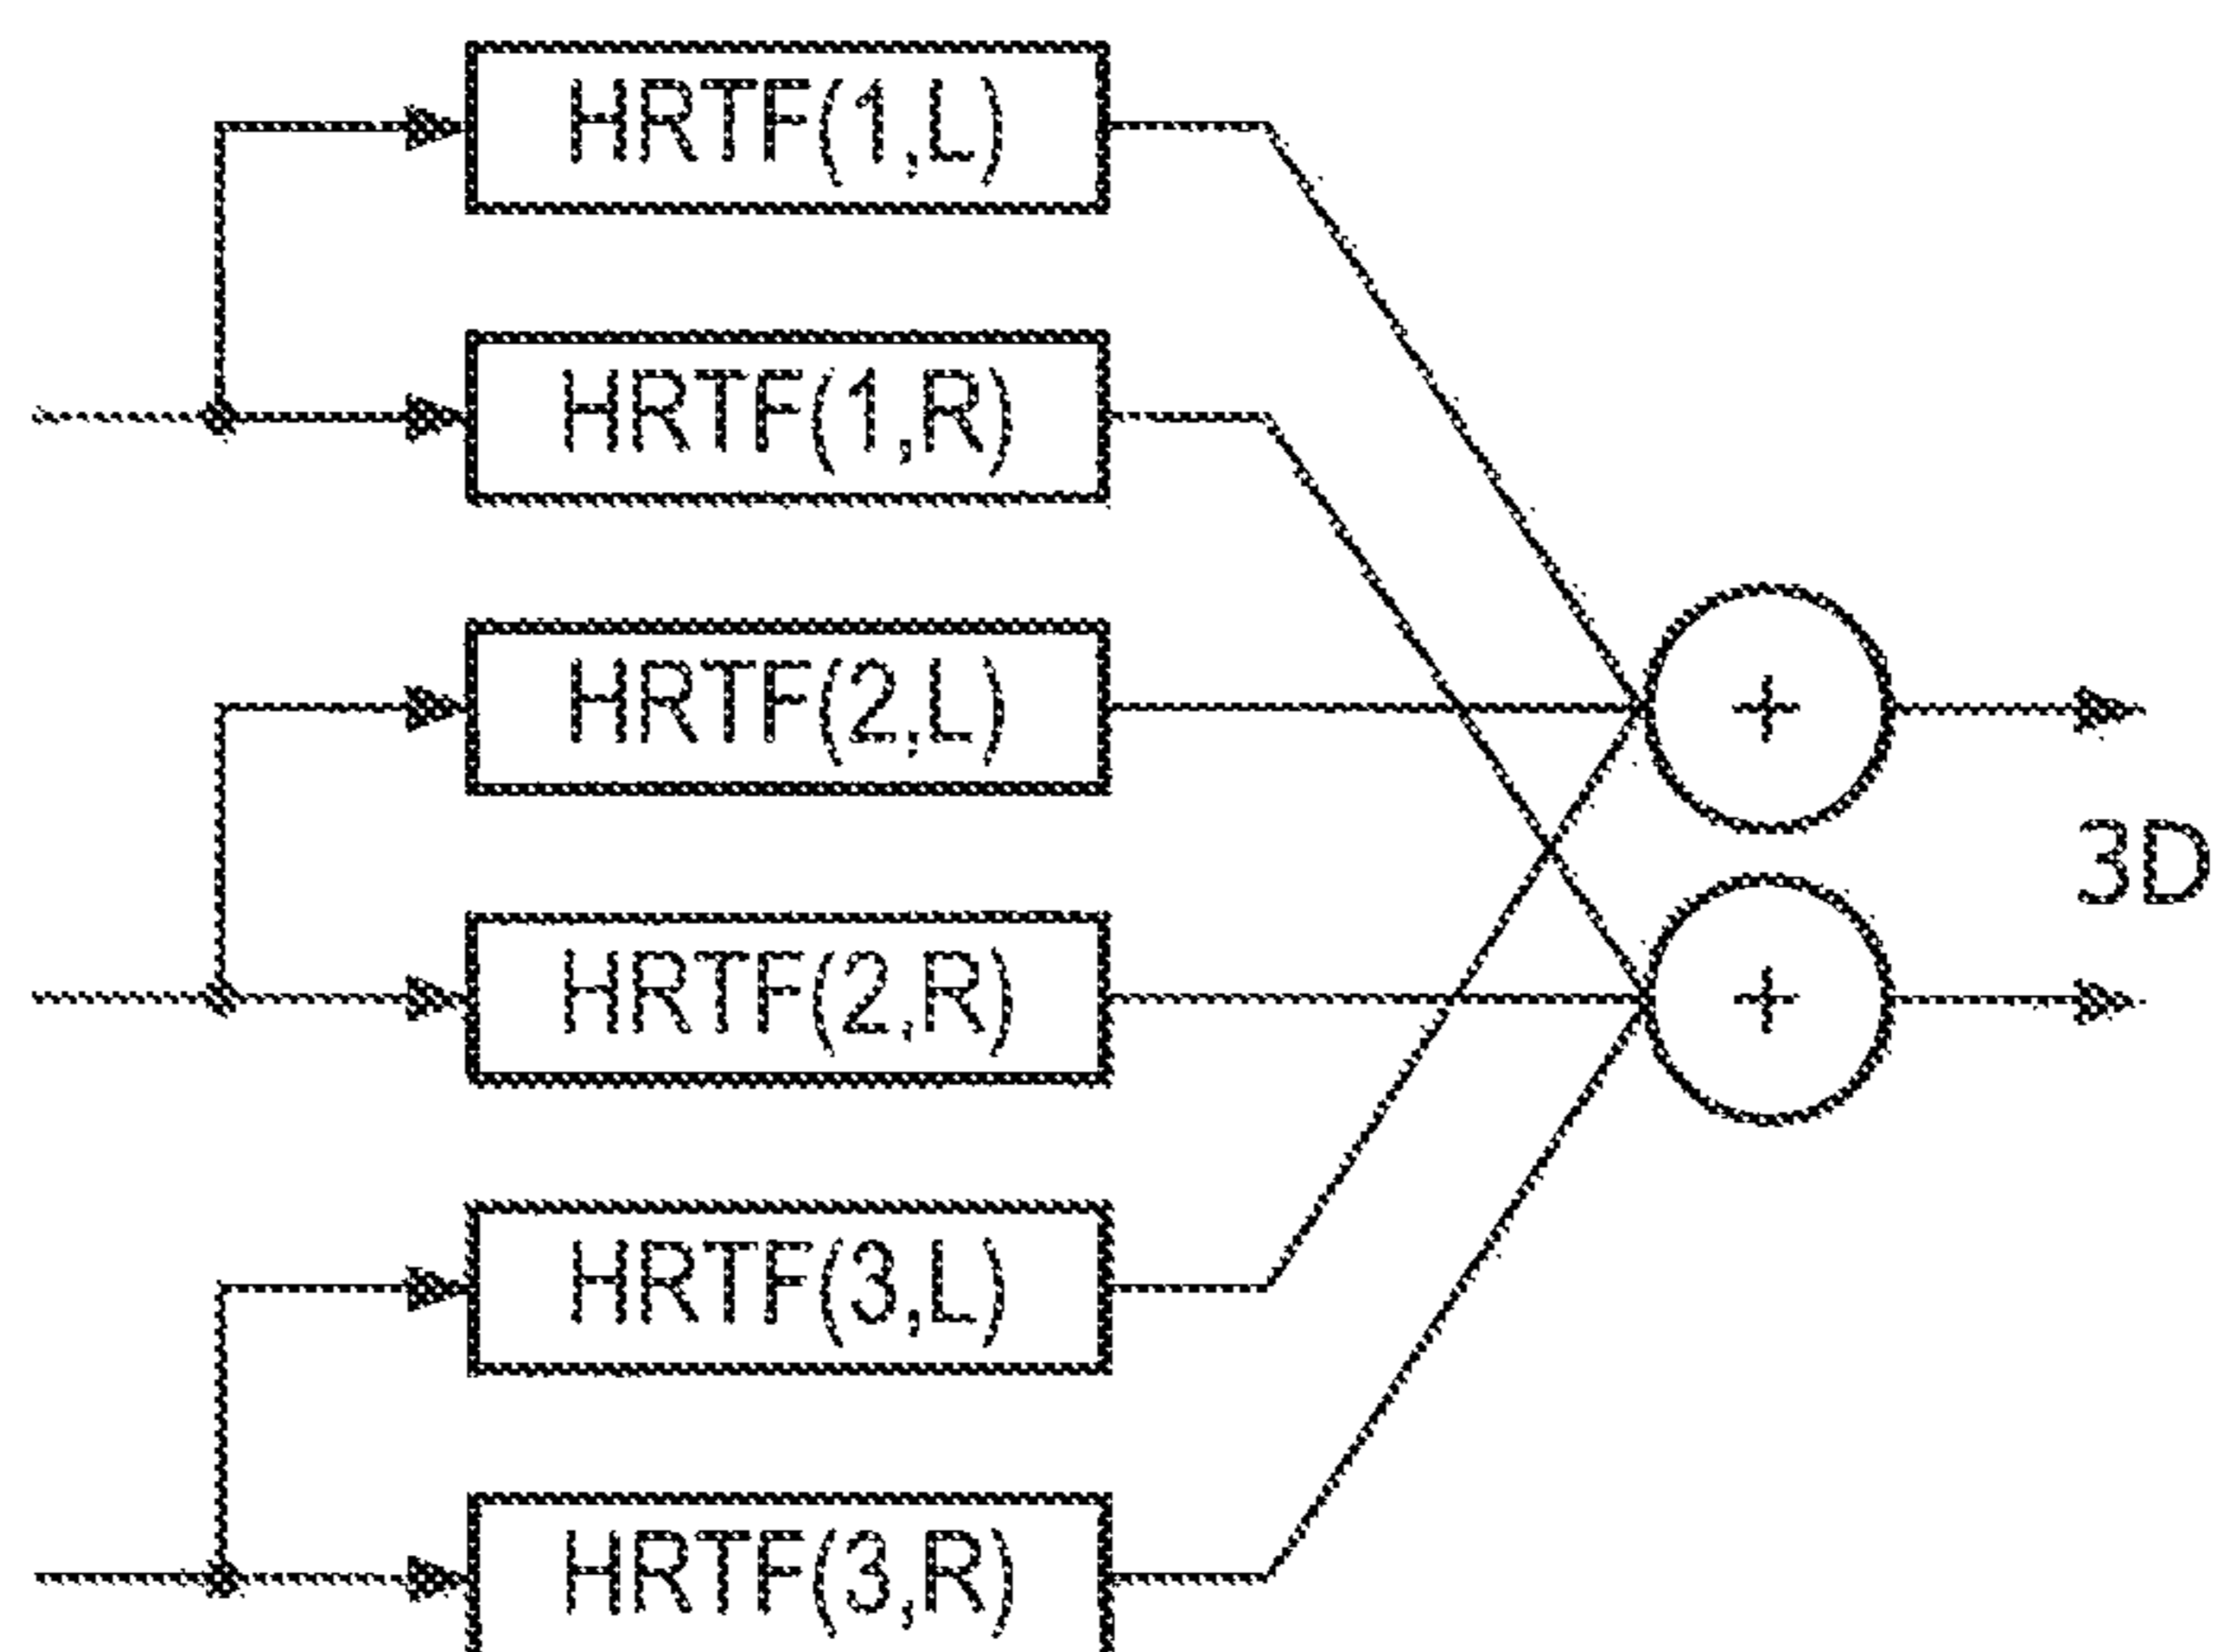 HRTF(1,L)
HRTF(1,R)
HRTF(2,L)
+
3D
HRTF(2,R)
+
HRTF(3,L)
HRTF(3,R)